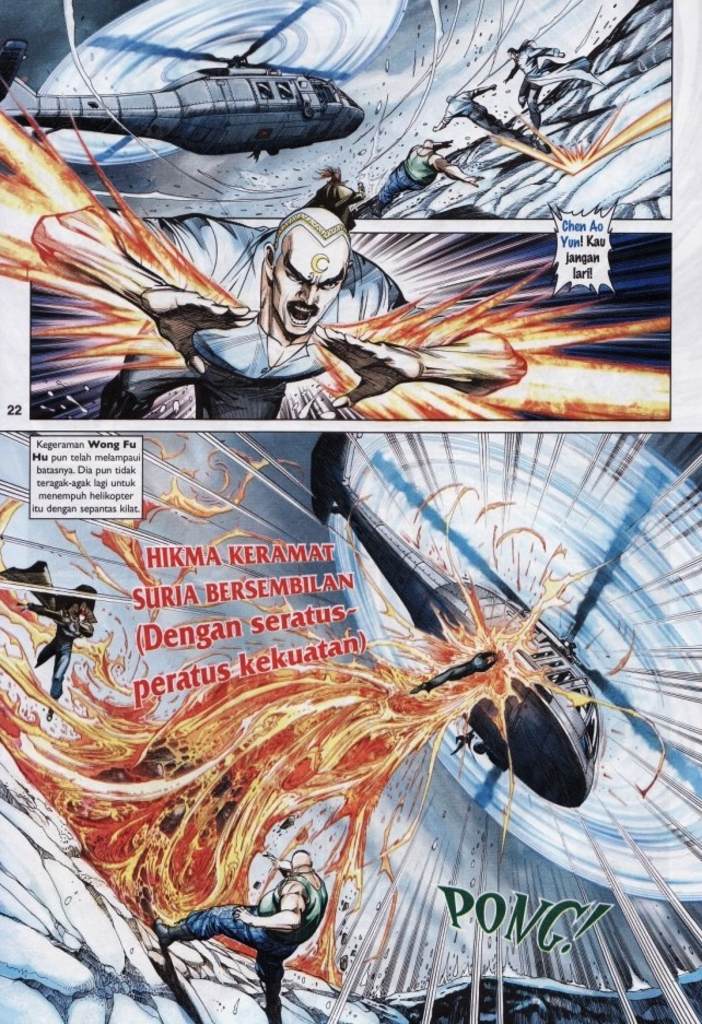 Chen Ao
Yun! Kau
jangan
lari!
22
Kegeraman Wong Fu
Hu pun telah melampaui
batasnya. Dia pun tidak
teragak-agak lagi untuk
menempuh helikopter
itu dengan sepantas kilat.
HIKMA KERAMAT
SURIA BERSEMBILAN
(Dengan seratus-
peratus kekuatan)
PONG!